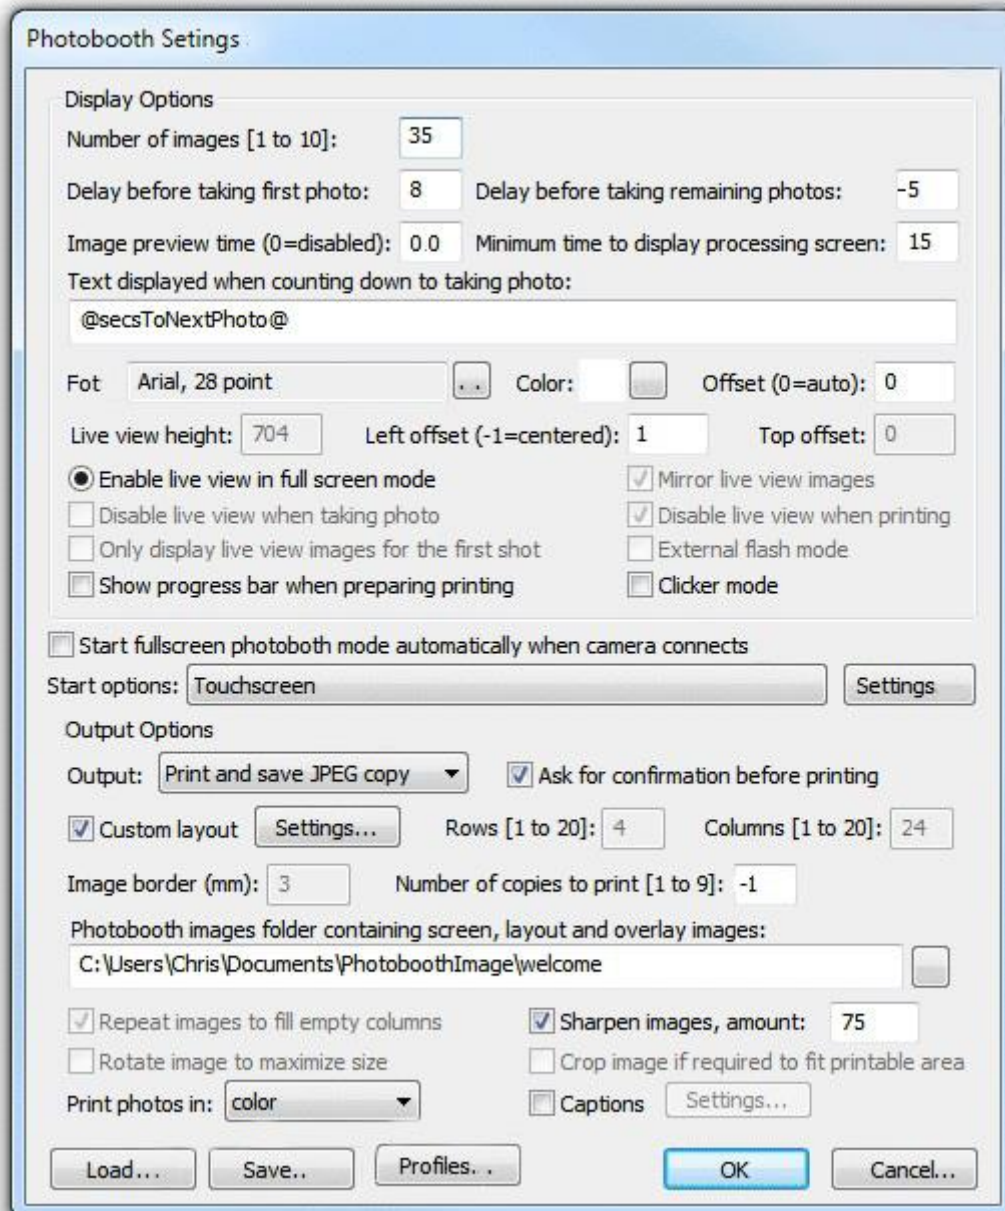 Photobooth Setings
Display Options
Number of images [1 to 10]: 35
Delay before taking first photo: 8 Delay before taking remaining photos: -5
Image preview time (0=disabled): 0.0 Minimum time to display processing screen: 15
Text displayed when counting down to taking photo:
@secsToNextPhoto@
Fot Arial, 28 point . . Color: Offset (0=auto): 0
Live view height: 704 Left offset (-1=centered): 1 Top offset: 0
Enable live view in full screen mode Mirror live view images
Disable live view when taking photo Disable live view when printing
Only display live view images for the first shot External flash mode
Show progress bar when preparing printing Clicker mode
Start fullscreen photoboth mode automatically when camera connects
Start options: Touchscreen Settings
Output Options
Output: Print and save JPEG copy Ask for confirmation before printing
Custom layout Settings... Rows [1 to 20]: 4 Columns [1 to 20]: 24
Image border (mm): 3 Number of copies to print [1 to 9]: -1
Photobooth images folder containing screen, layout and overlay images:
C:\Users\Chris\Documents\PhotoboothImage\welcome
Repeat images to fill empty columns Sharpen images, amount: 75
Rotate image to maximize size Crop image if required to fit printable area
Print photos in: color Captions Settings...
Load... Save.. Profiles. . OK Cancel...